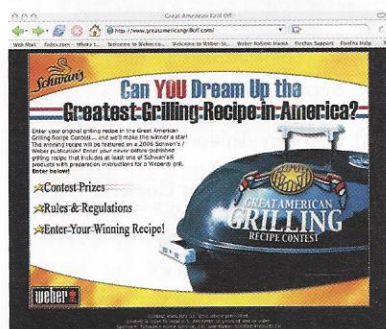 Great American Grill Off
http://www.greatamericangrilloff.com/
Schwan's
Can YOU Dream Up the
Greatest Grilling Recipe in America?
Enter your original grilling recipe in the Great American
Grilling Recipe Contest... and we'll make the winner a star!
The winning recipe will be featured on a 2006 Schwan's /
Weber publication! Enter your never-before-published
grilling recipe that includes at least one of Schwan's®
products with preparation instructions for a Weber® grill.
Enter below!
Contest Prizes
Rules & Regulations
Enter Your Winning Recipe!
GREAT AMERICAN
GRILLING
RECIPE CONTEST
weber